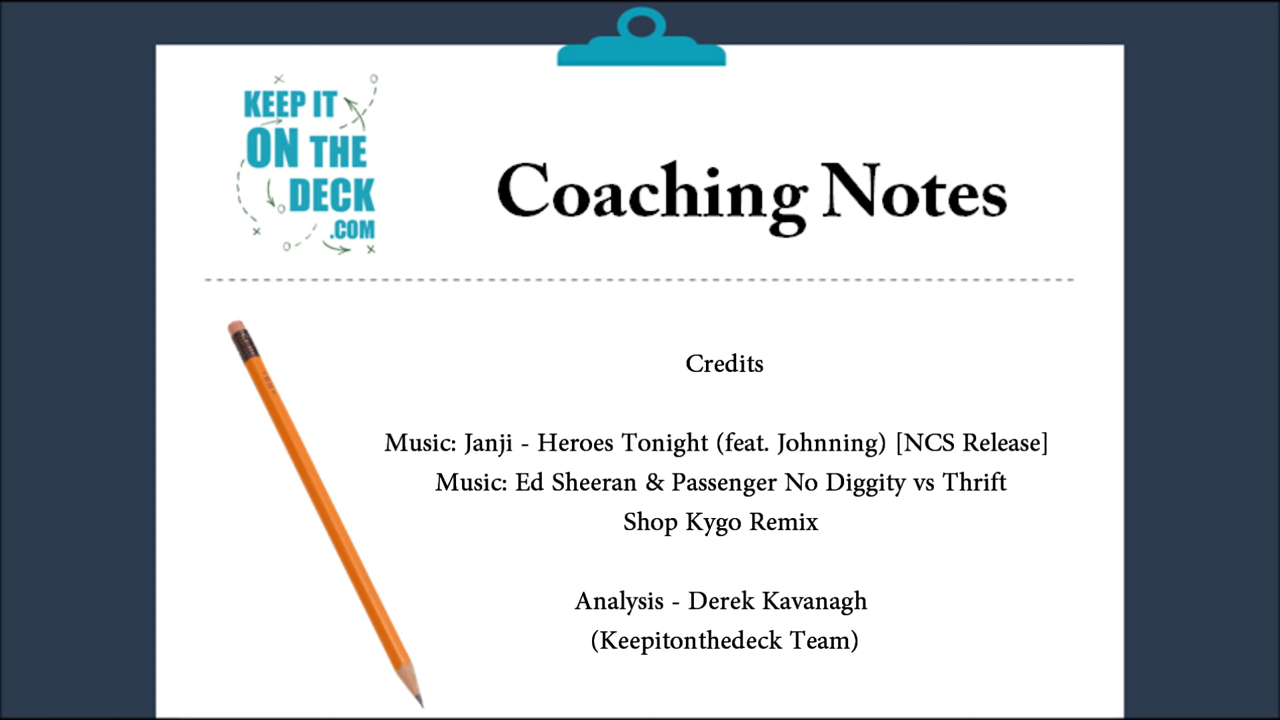 KEEP IT
ON THE
DECK
.COM
Coaching Notes
Credits
Music: Janji - Heroes Tonight (feat. Johnning) [NCS Release]
Music: Ed Sheeran & Passenger No Diggity vs Thrift
Shop Kygo Remix
Analysis - Derek Kavanagh
(Keepitonthedeck Team)